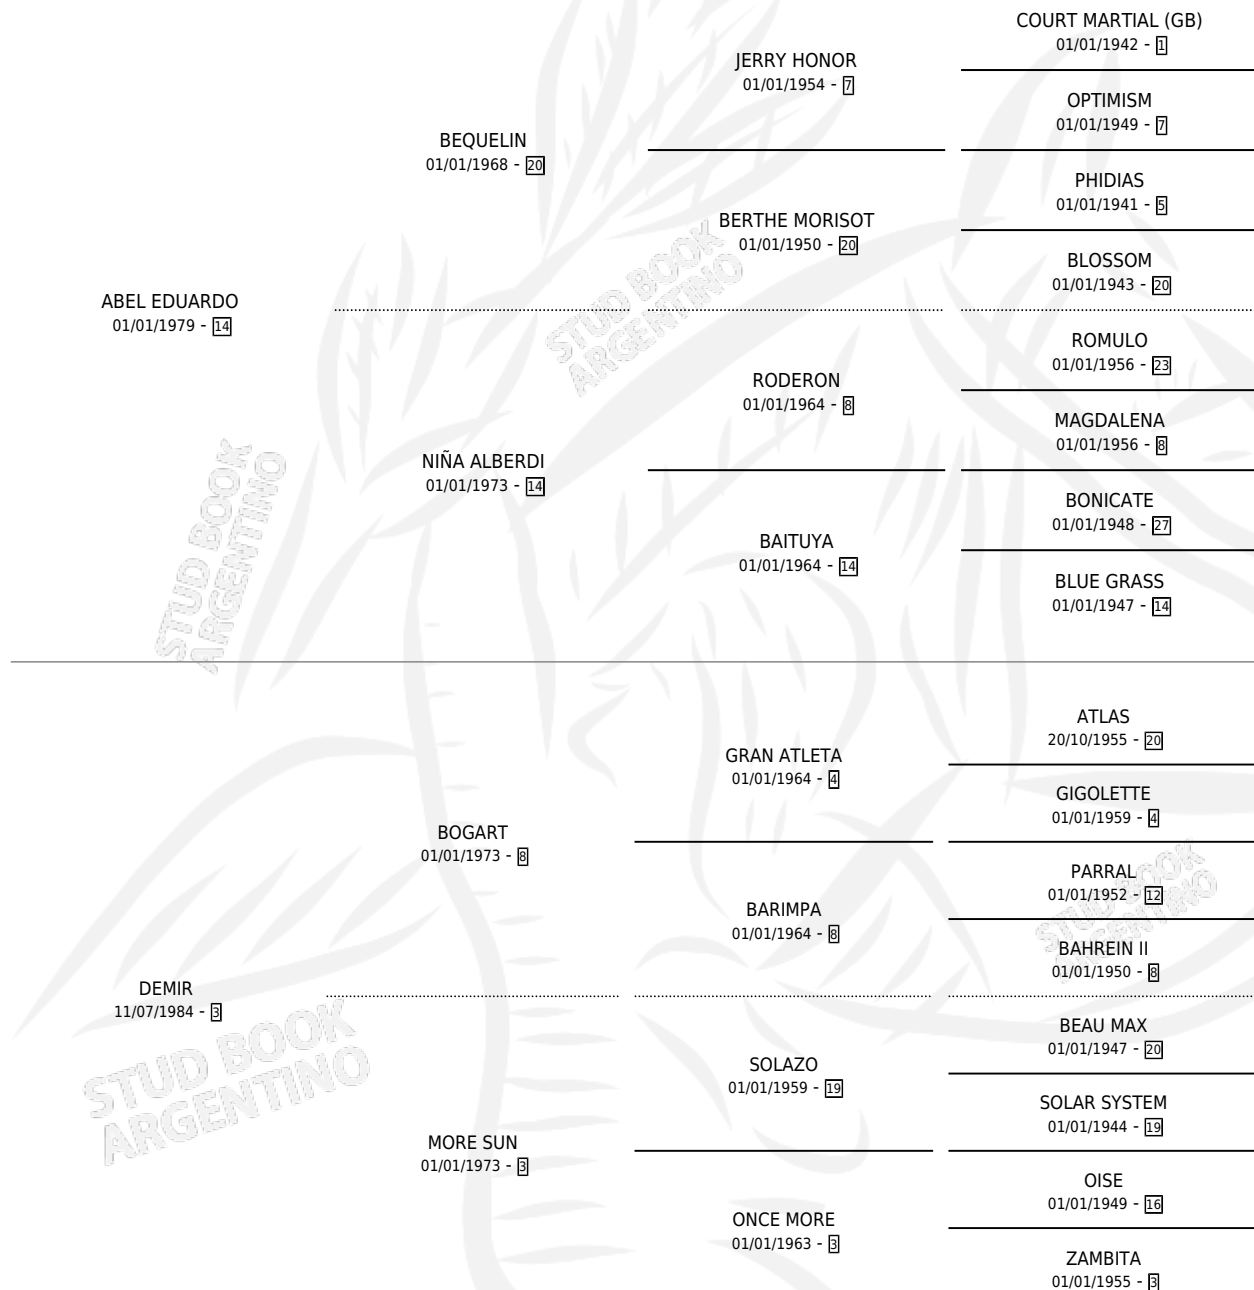 COURT MARTIAL (GB)
01/01/1942 - 1
JERRY HONOR
01/01/1954 - 7
OPTIMISM
01/01/1949 - 7
BEQUELIN
01/01/1968 - 20
PHIDIAS
01/01/1941 - 5
BERTHE MORISOT
01/01/1950 - 20
BLOSSOM
01/01/1943 - 20
ABEL EDUARDO
01/01/1979 - 14
STUD BOOK
ARGENTINO
ROMULO
01/01/1956 - 23
RODERON
01/01/1964 - 8
MAGDALENA
01/01/1956 - 8
NIÑA ALBERDI
01/01/1973 - 14
BONICATE
01/01/1948 - 27
BAITUYA
01/01/1964 - 14
BLUE GRASS
01/01/1947 - 14
STUD BOOK
ARGENTINO
ATLAS
20/10/1955 - 20
GRAN ATLETA
01/01/1964 - 4
GIGOLETTE
01/01/1959 - 4
BOGART
01/01/1973 - 8
PARRAL
01/01/1952 - 12
BARIMPA
01/01/1964 - 8
STUD BOOK
ARGENTINO
BAHREIN II
01/01/1950 - 8
DEMIR
11/07/1984 - 3
BEAU MAX
01/01/1947 - 20
SOLAZO
01/01/1959 - 19
STUD BOOK
ARGENTINO
SOLAR SYSTEM
01/01/1944 - 19
MORE SUN
01/01/1973 - 3
OISE
01/01/1949 - 16
ONCE MORE
01/01/1963 - 3
ZAMBITA
01/01/1955 - 3